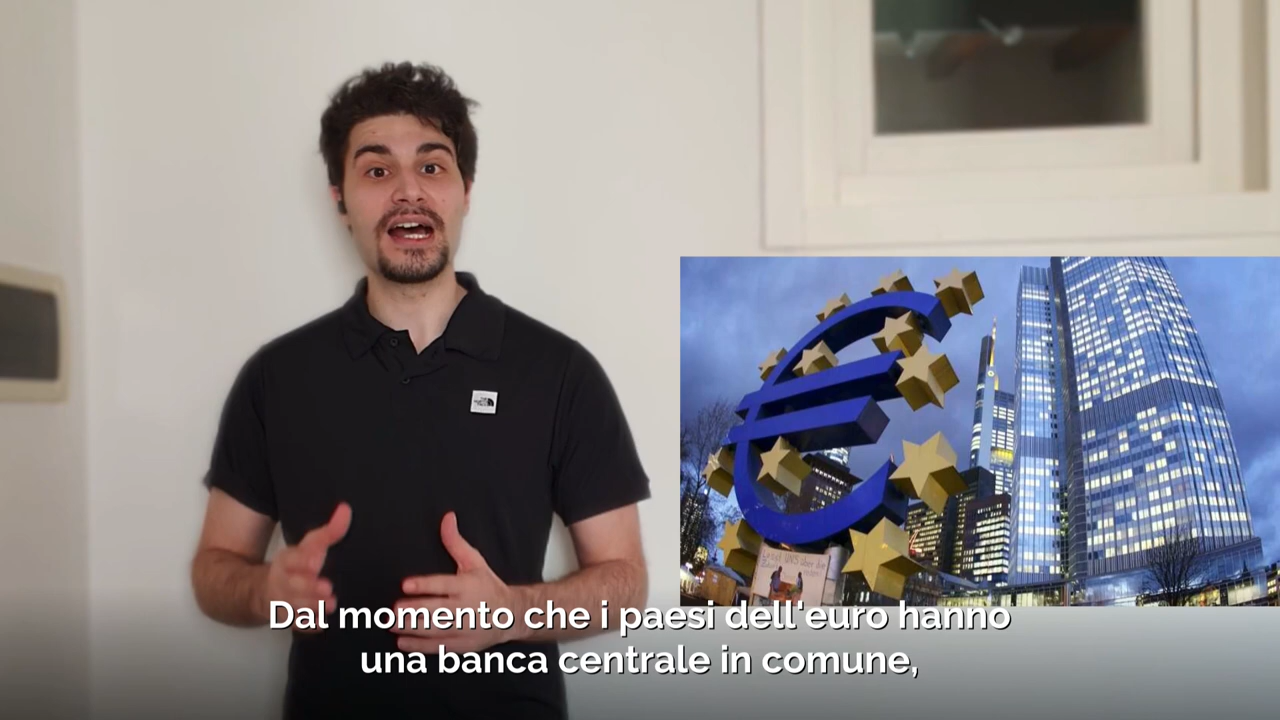 Dal momento che i paesi dell'euro hanno
una banca centrale in comune,